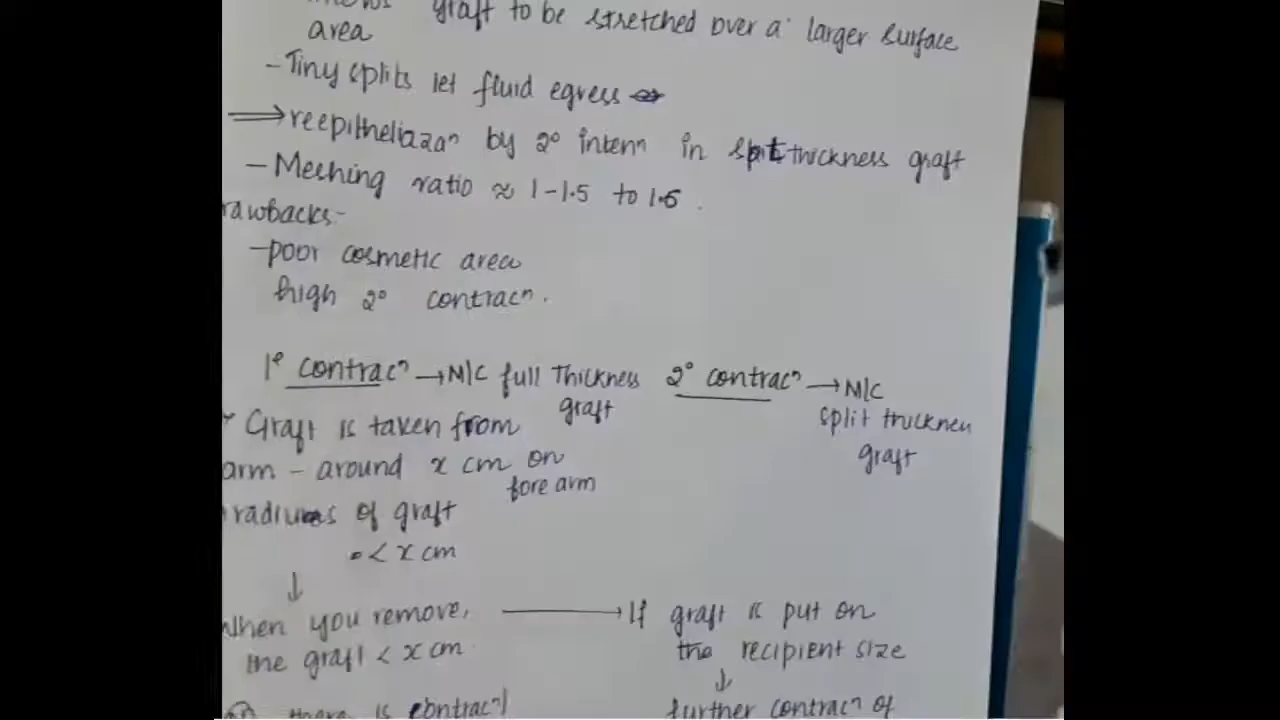 graft to be stretched over a larger surface
area
- Tiny splits let fluid egress
⟹ reepitheliazaⁿ by 2° intenⁿ in split thickness graft
- Meshing ratio ≈ 1-1.5 to 1.6.
rawbacks:-
- poor cosmetic area
high 2° contracⁿ.
1° contracⁿ → M/C full Thickness graft
2° contracⁿ → M/C split thickness graft
Graft is taken from
arm - around x cm on
fore arm
radius of graft
< x cm
↓
When you remove,
the graft < x cm
→ If graft is put on
the recipient size
↓
there is contracⁿ
further contracⁿ of